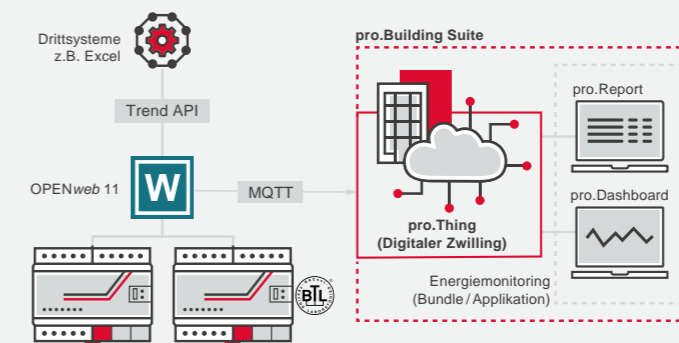 Drittsysteme
z.B. Excel
pro.Building Suite
Trend API
pro.Report
OPENweb 11
W
MQTT
pro.Thing
(Digitaler Zwilling)
pro.Dashboard
Energiemonitoring
(Bundle / Applikation)
BTL